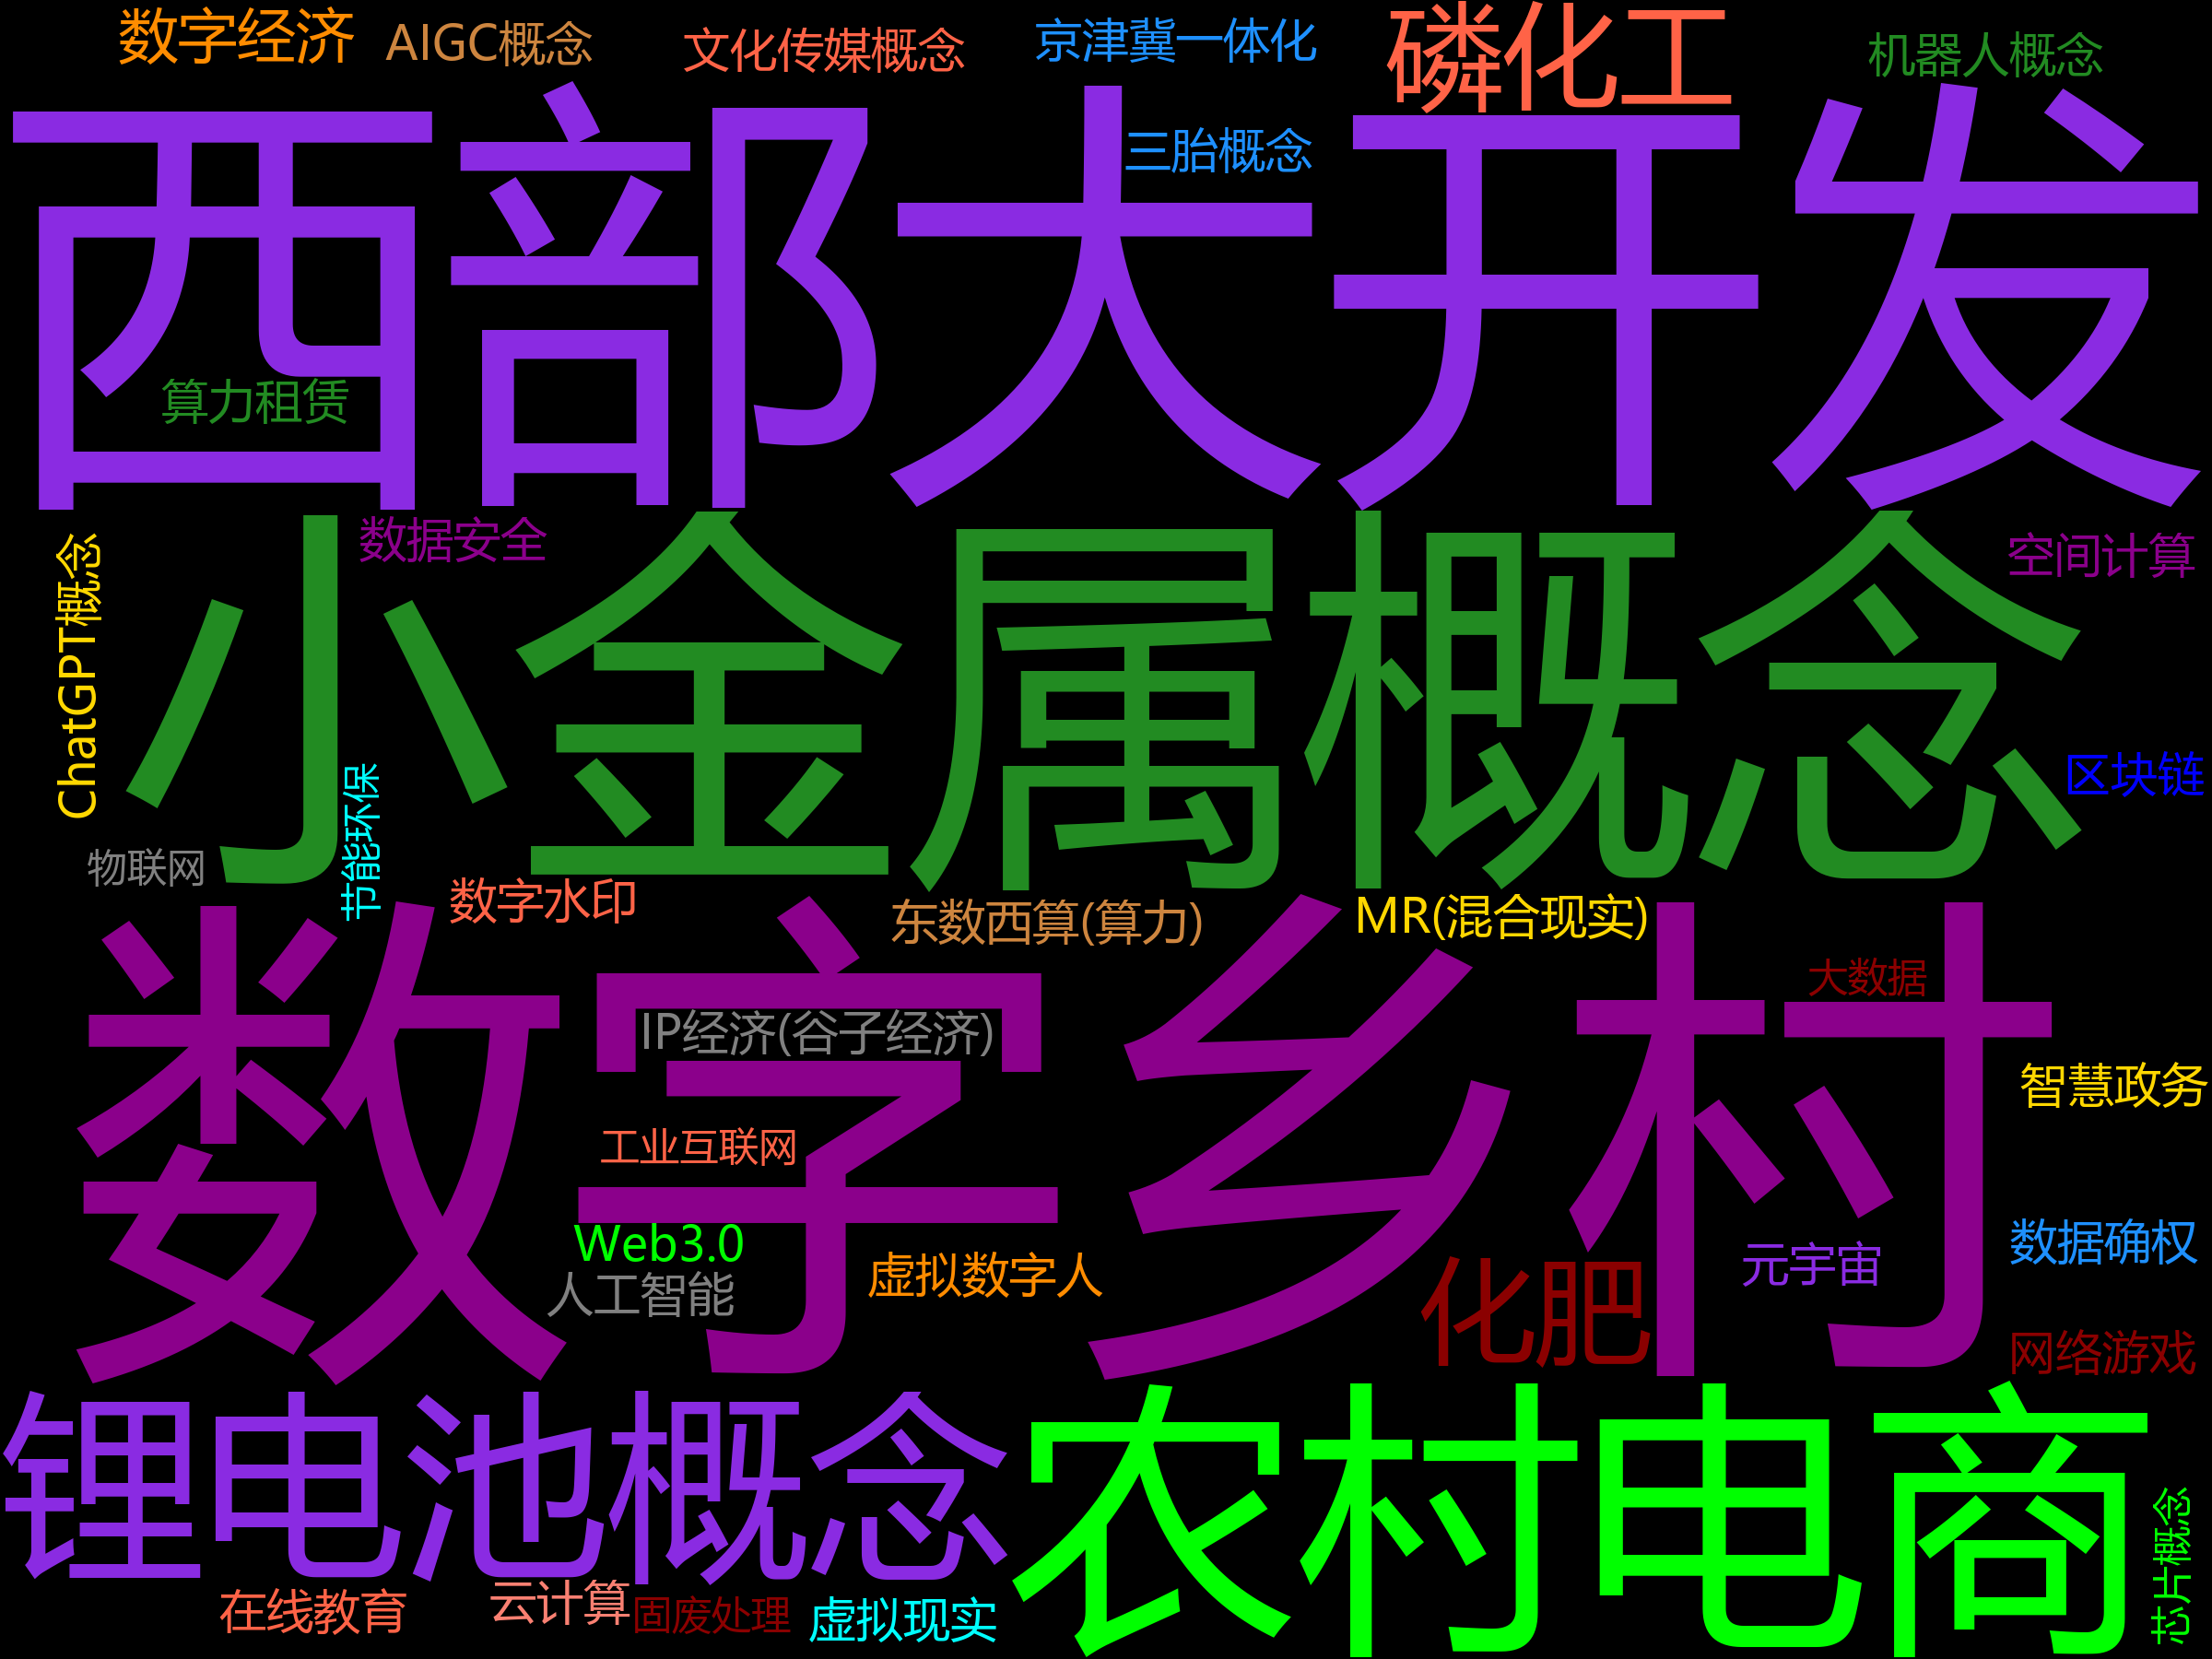 数字经济
AIGC概念
文化传媒概念
京津冀一体化
磷化工
机器人概念
三胎概念
西部大开发
算力租赁
数据安全
空间计算
ChatGPT概念
小金属概念
区块链
节能环保
物联网
数字水印
东数西算(算力)
MR(混合现实)
大数据
IP经济(谷子经济)
数字乡村
智慧政务
工业互联网
Web3.0
虚拟数字人
元宇宙
数据确权
人工智能
化肥
网络游戏
锂电池概念
农村电商
芯片概念
在线教育
云计算
固废处理
虚拟现实